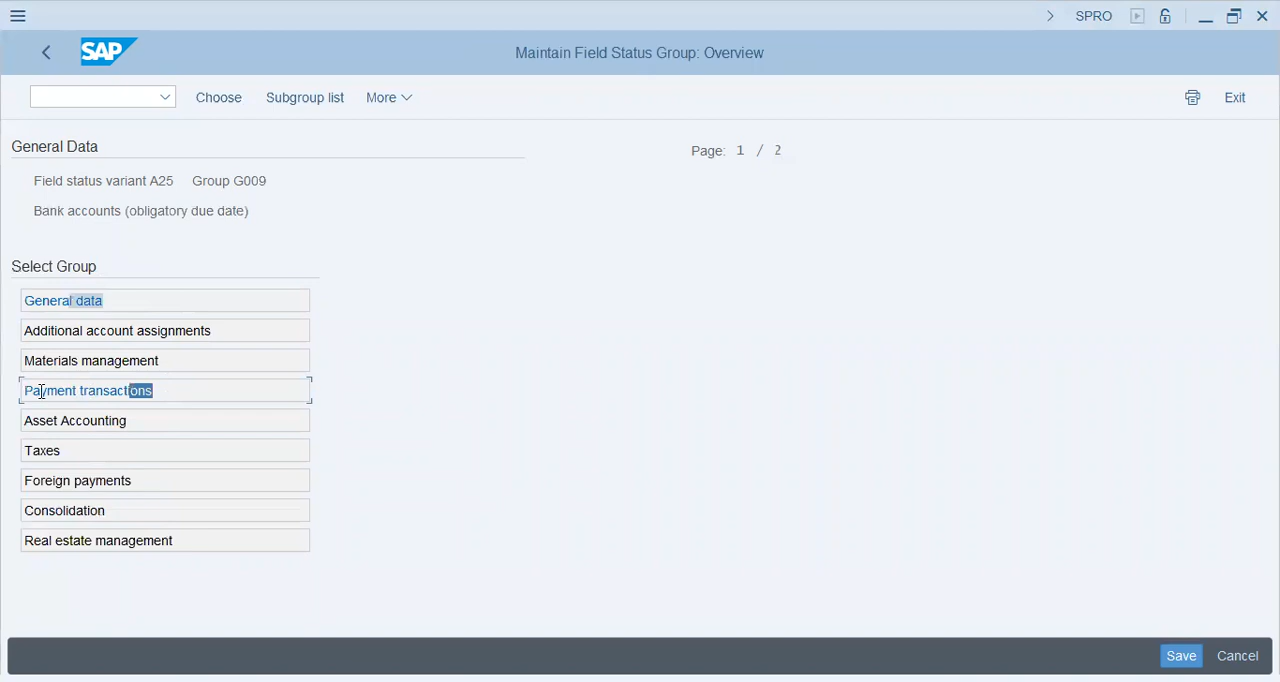 SPRO
SAP
Maintain Field Status Group: Overview
Choose
Subgroup list
More
Exit
General Data
Page: 1 / 2
Field status variant A25 Group G009
Bank accounts (obligatory due date)
Select Group
General data
Additional account assignments
Materials management
Payment transactions
Asset Accounting
Taxes
Foreign payments
Consolidation
Real estate management
Save
Cancel